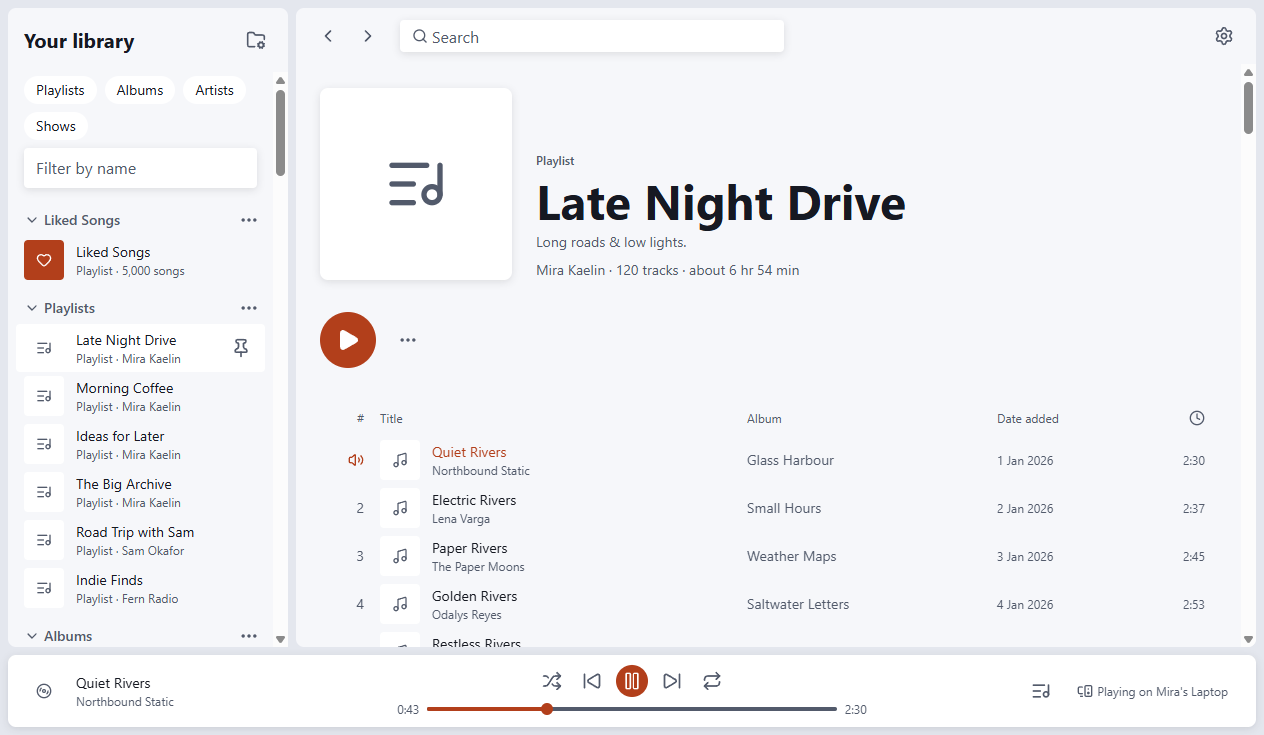 Your library
Playlists
Albums
Artists
Shows
Filter by name
Liked Songs
Liked Songs
Playlist · 5,000 songs
Playlists
Late Night Drive
Playlist · Mira Kaelin
Morning Coffee
Playlist · Mira Kaelin
Ideas for Later
Playlist · Mira Kaelin
The Big Archive
Playlist · Mira Kaelin
Road Trip with Sam
Playlist · Sam Okafor
Indie Finds
Playlist · Fern Radio
Albums
Search
Playlist
Late Night Drive
Long roads & low lights.
Mira Kaelin · 120 tracks · about 6 hr 54 min
# Title Album Date added
Quiet Rivers
Northbound Static
Glass Harbour 1 Jan 2026 2:30
2 Electric Rivers
Lena Varga
Small Hours 2 Jan 2026 2:37
3 Paper Rivers
The Paper Moons
Weather Maps 3 Jan 2026 2:45
4 Golden Rivers
Odalys Reyes
Saltwater Letters 4 Jan 2026 2:53
Restless Rivers
Quiet Rivers
Northbound Static
0:43 2:30
Playing on Mira's Laptop